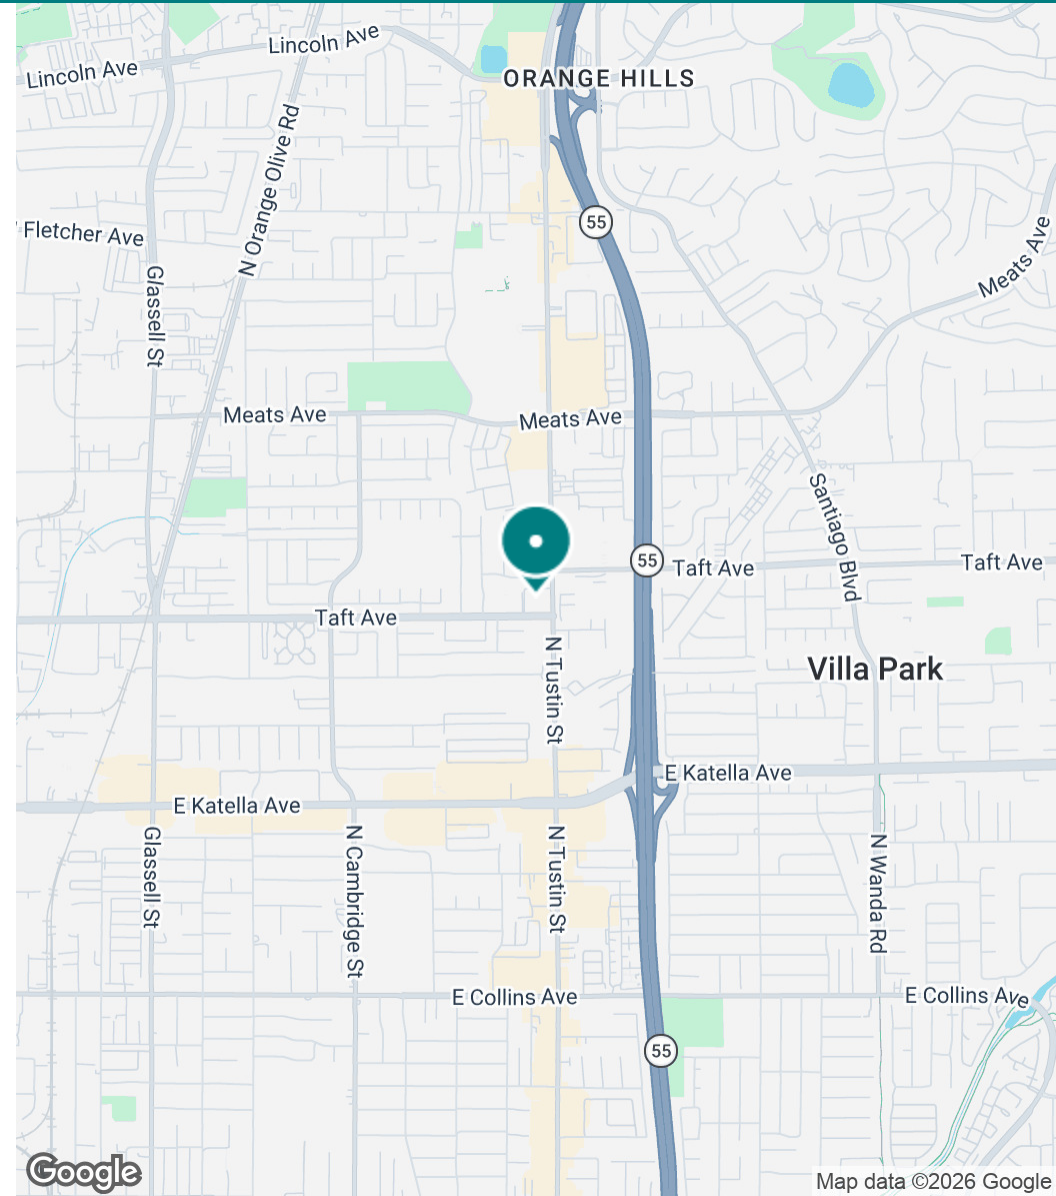 Lincoln Ave
Lincoln Ave
ORANGE HILLS
N Orange Olive Rd
55
Fletcher Ave
Meats Ave
Glassell St
Meats Ave
Meats Ave
Santiago Blvd
55
Taft Ave
Taft Ave
Taft Ave
N Tustin St
Villa Park
E Katella Ave
E Katella Ave
Glassell St
N Cambridge St
N Tustin St
N Wanda Rd
E Collins Ave
E Collins Ave
55
Google
Map data ©2026 Google